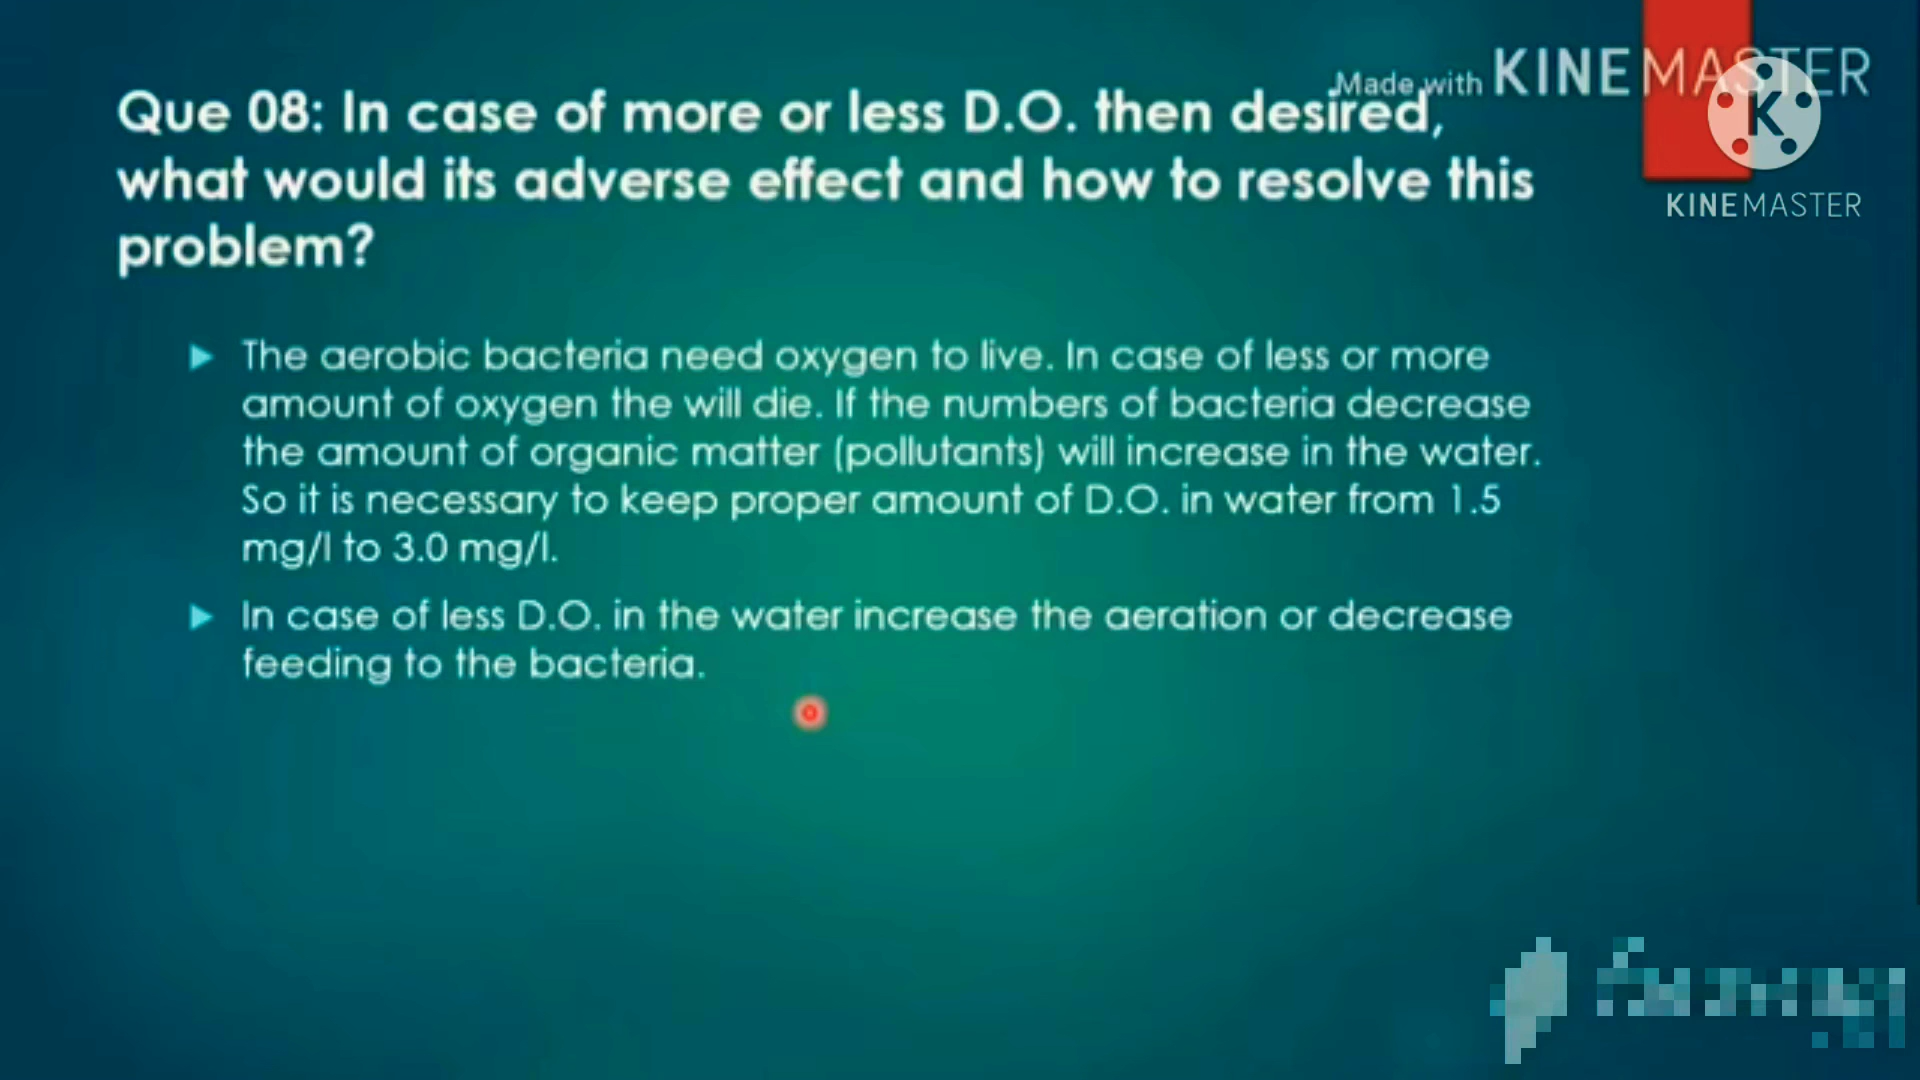 Made with KINEMASTER
KINEMASTER
Que 08: In case of more or less D.O. then desired,
what would its adverse effect and how to resolve this
problem?
The aerobic bacteria need oxygen to live. In case of less or more
amount of oxygen the will die. If the numbers of bacteria decrease
the amount of organic matter (pollutants) will increase in the water.
So it is necessary to keep proper amount of D.O. in water from 1.5
mg/l to 3.0 mg/l.
In case of less D.O. in the water increase the aeration or decrease
feeding to the bacteria.